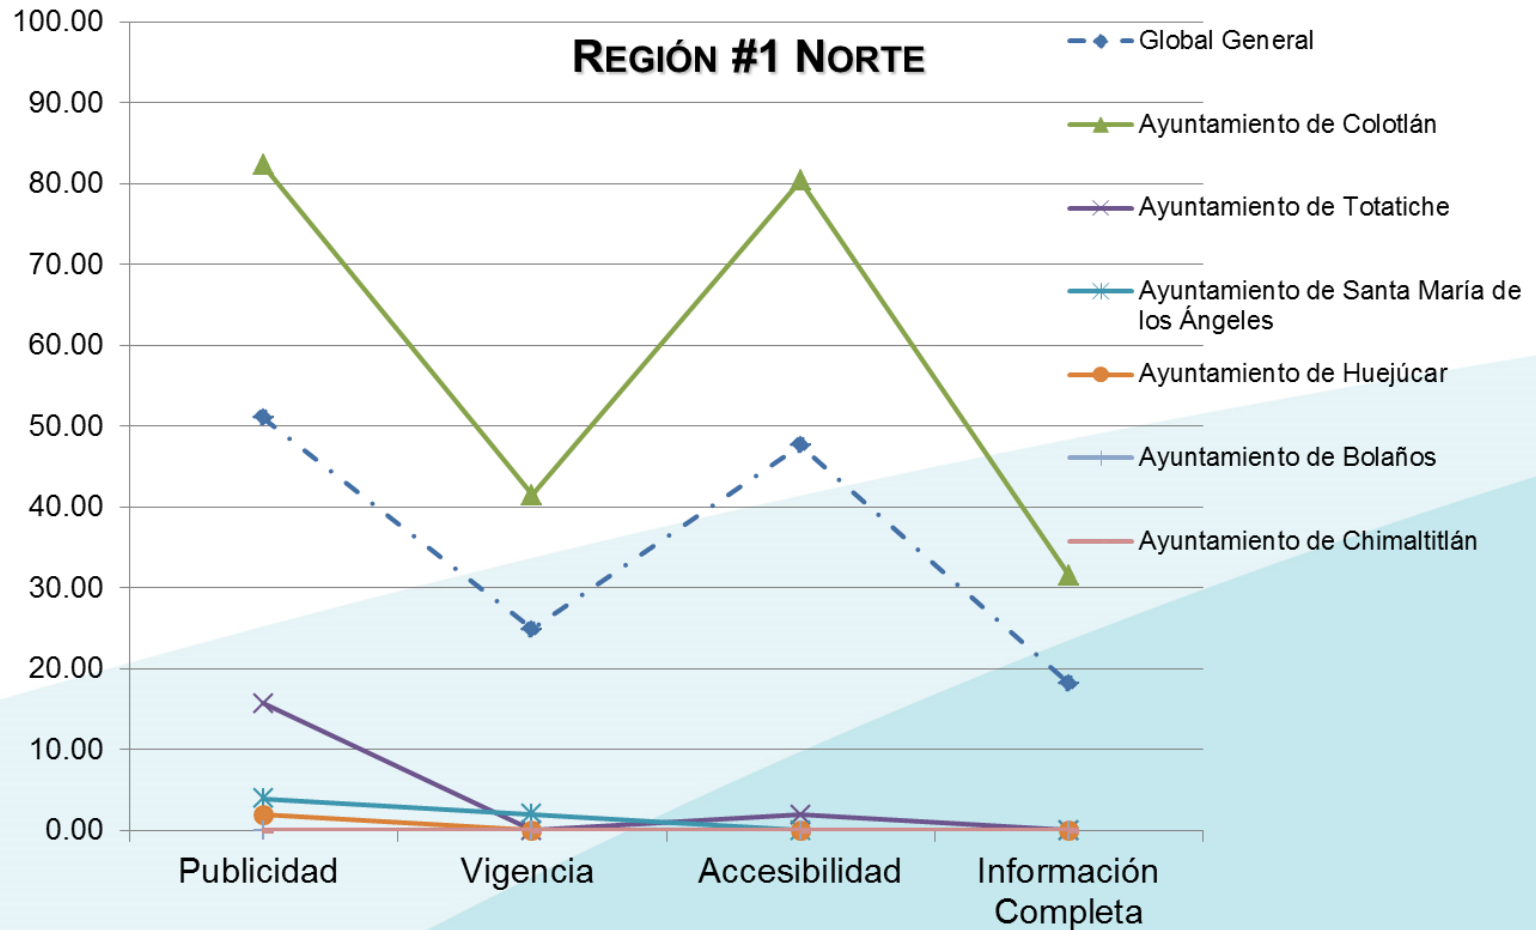 REGIÓN #1 NORTE
100.00
90.00
80.00
70.00
60.00
50.00
40.00
30.00
20.00
10.00
0.00
Publicidad
Vigencia
Accesibilidad
Información
Completa
Global General
Ayuntamiento de Colotlán
Ayuntamiento de Totatiche
Ayuntamiento de Santa María de
los Ángeles
Ayuntamiento de Huejúcar
Ayuntamiento de Bolaños
Ayuntamiento de Chimaltitlán